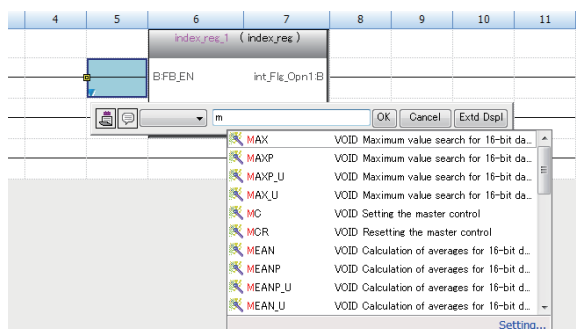 4 5 6 7 8 9 10 11
index_reg_1 ( index_reg )
B:FB_EN int_Flg_Opn1:B
m OK Cancel Extd Dspl
MAX VOID Maximum value search for 16-bit da...
MAXP VOID Maximum value search for 16-bit da...
MAXP_U VOID Maximum value search for 16-bit da...
MAX_U VOID Maximum value search for 16-bit da...
MC VOID Setting the master control
MCR VOID Resetting the master control
MEAN VOID Calculation of averages for 16-bit d...
MEANP VOID Calculation of averages for 16-bit d...
MEANP_U VOID Calculation of averages for 16-bit d...
MEAN_U VOID Calculation of averages for 16-bit d...
Setting...